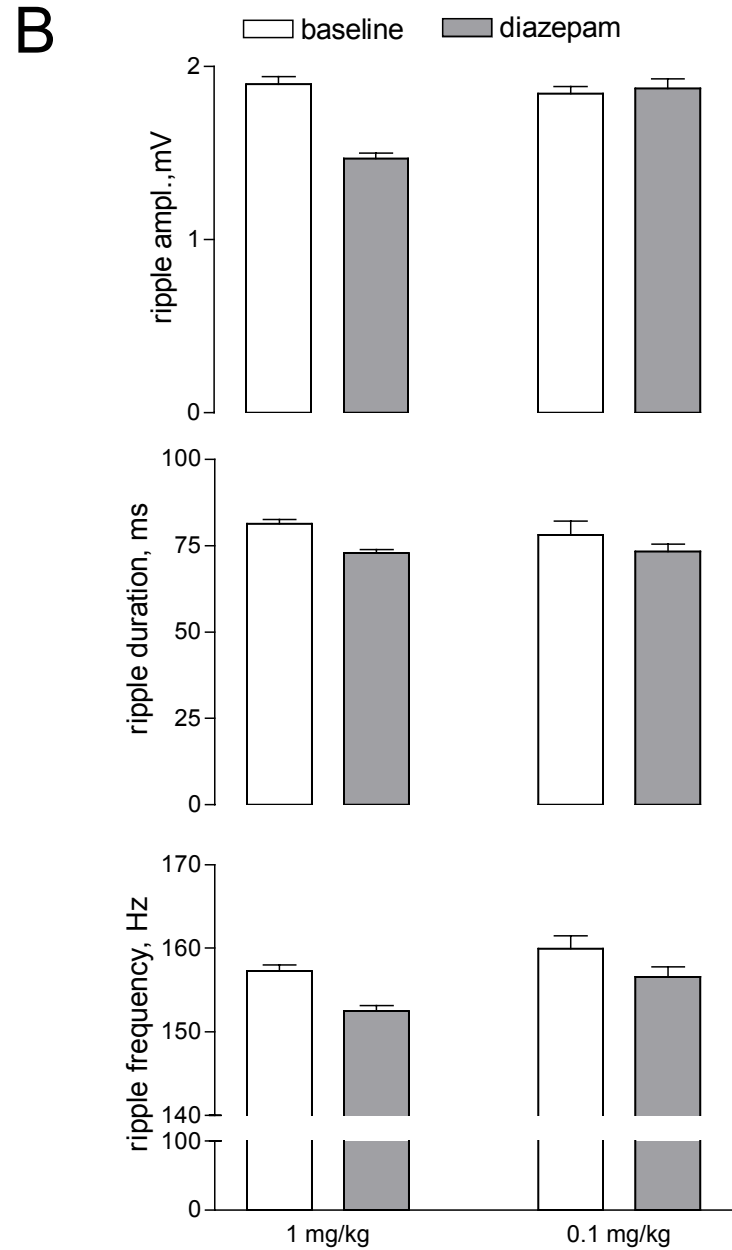 B
baseline diazepam
ripple ampl.,mV
2
1
0
ripple duration, ms
100
75
50
25
0
ripple frequency, Hz
170
160
150
140
100
0
1 mg/kg 0.1 mg/kg